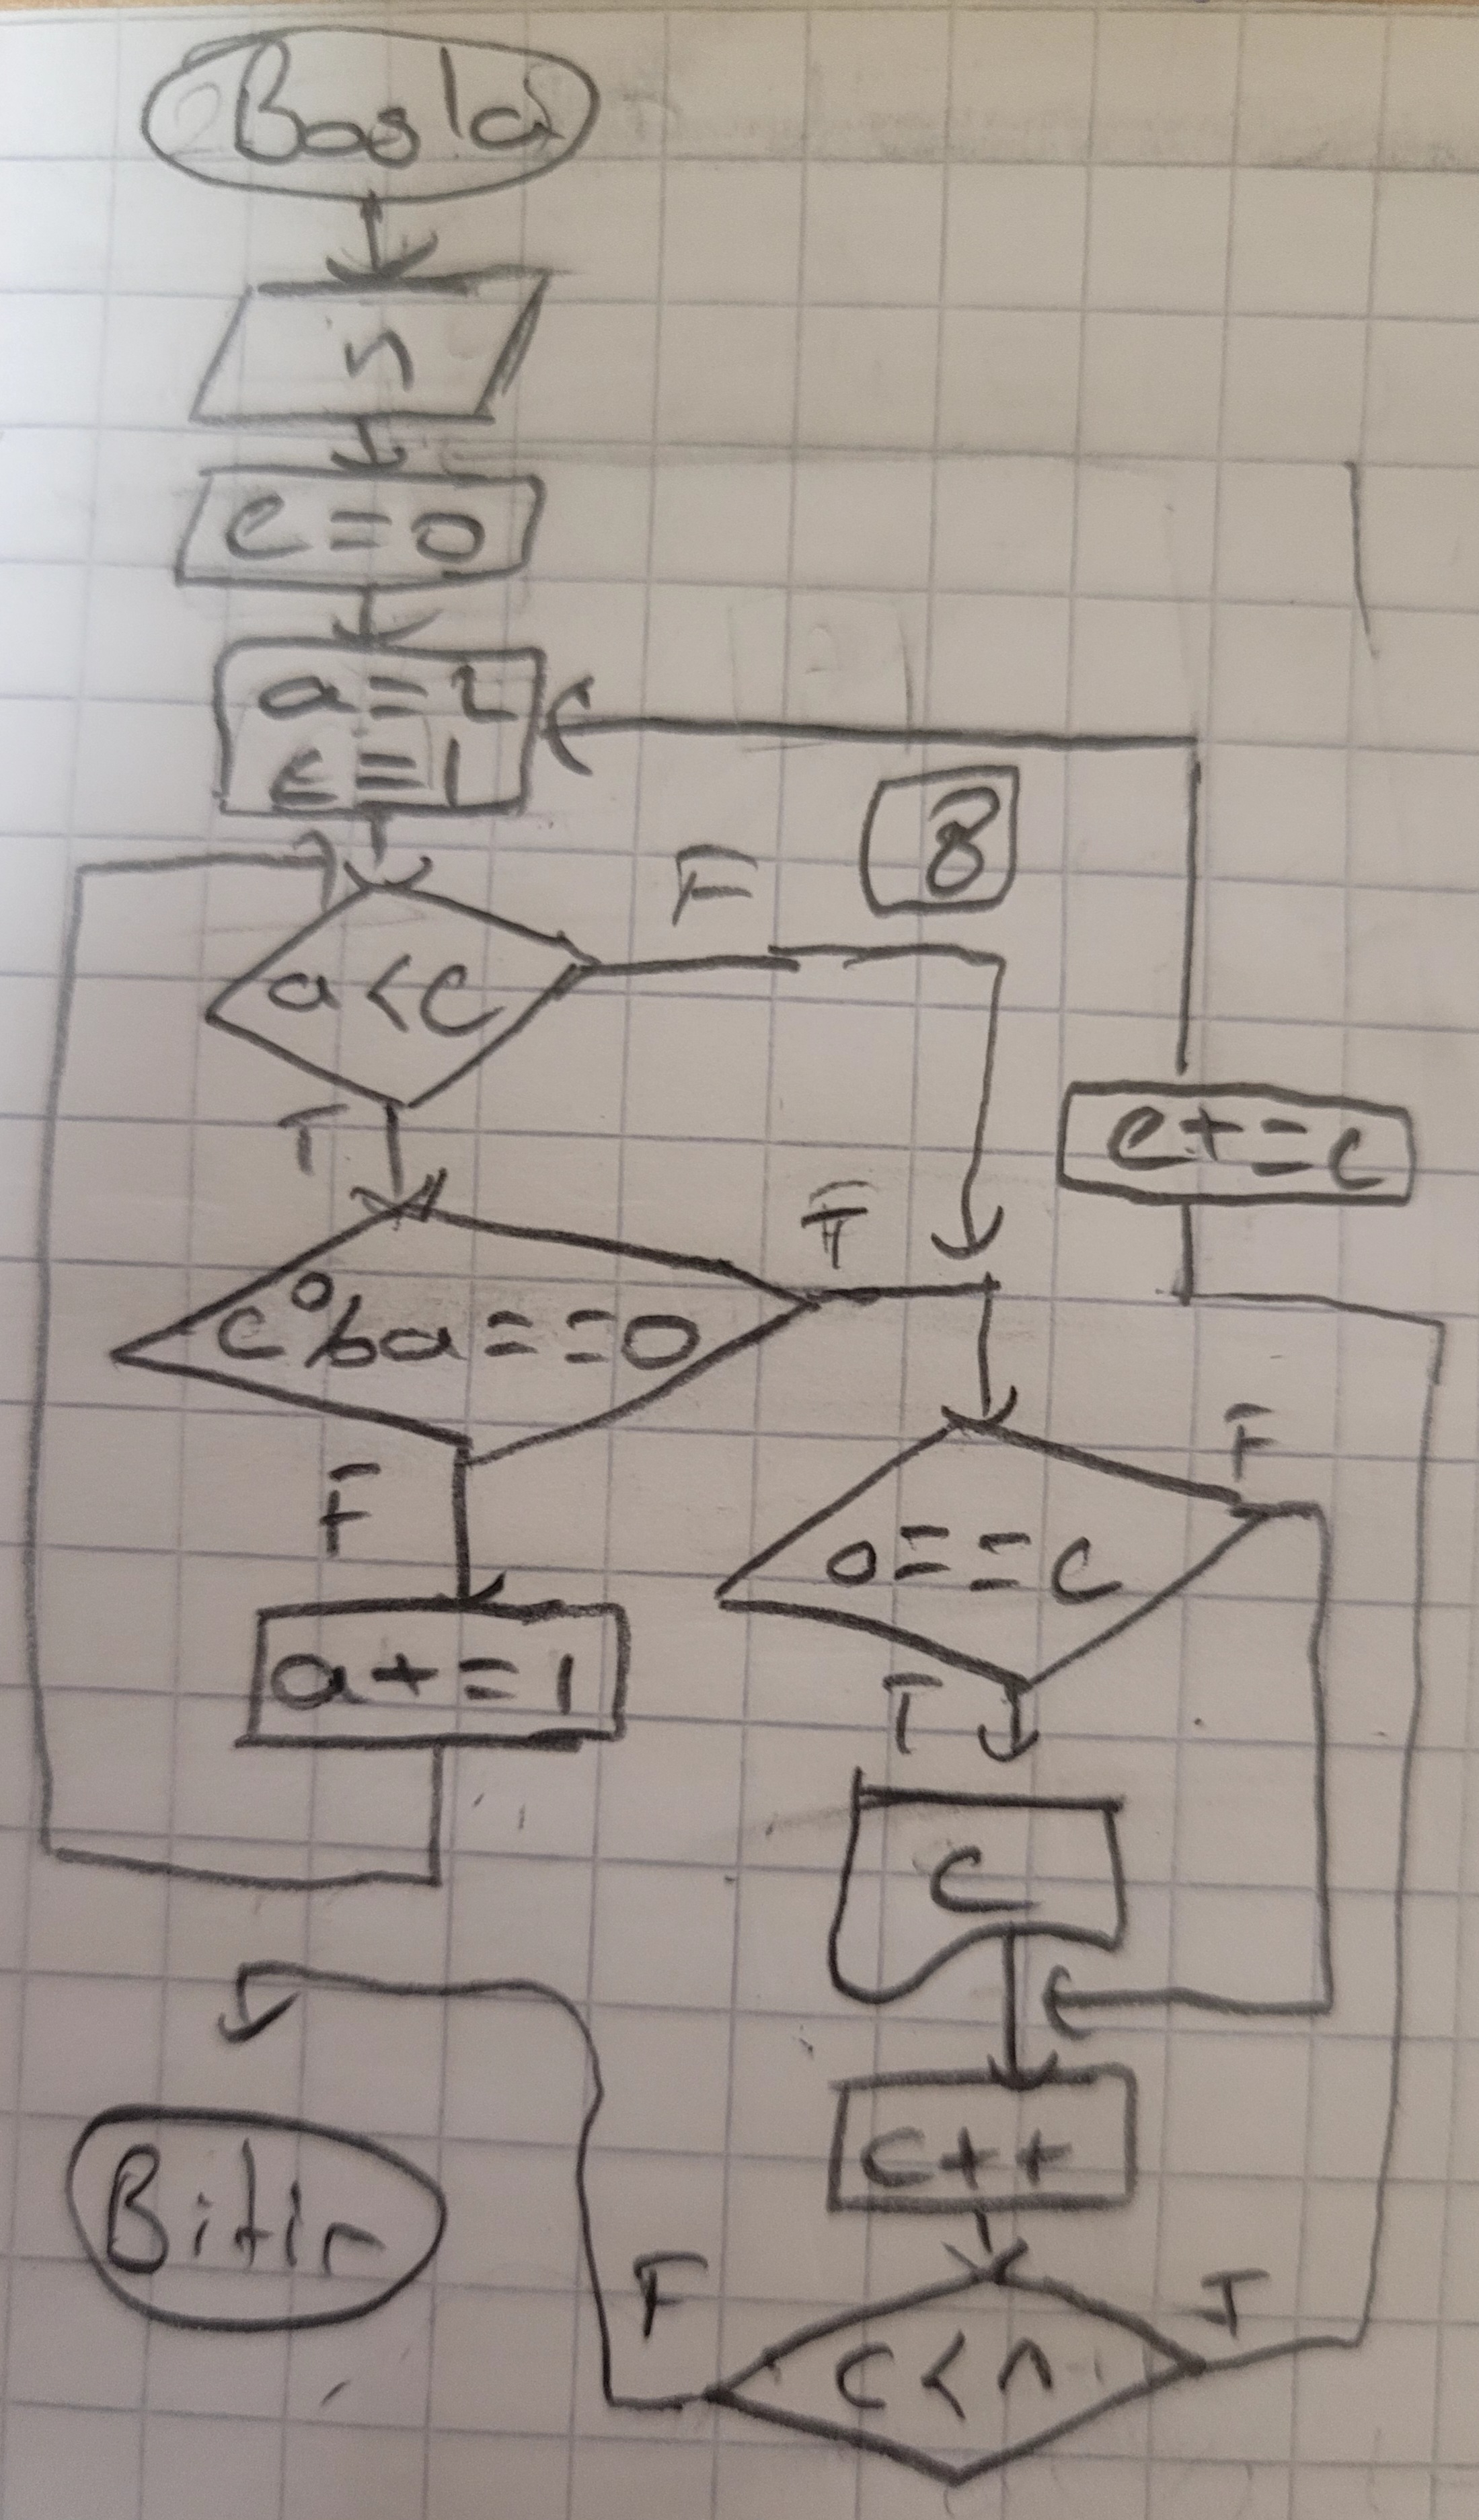 Basla
n
e=0
a=2
c=1
8
a<c
F
T
e+=c
c%a==0
F
F
a==c
F
a+=1
T
c
c++
Bitir
F
c<n
T